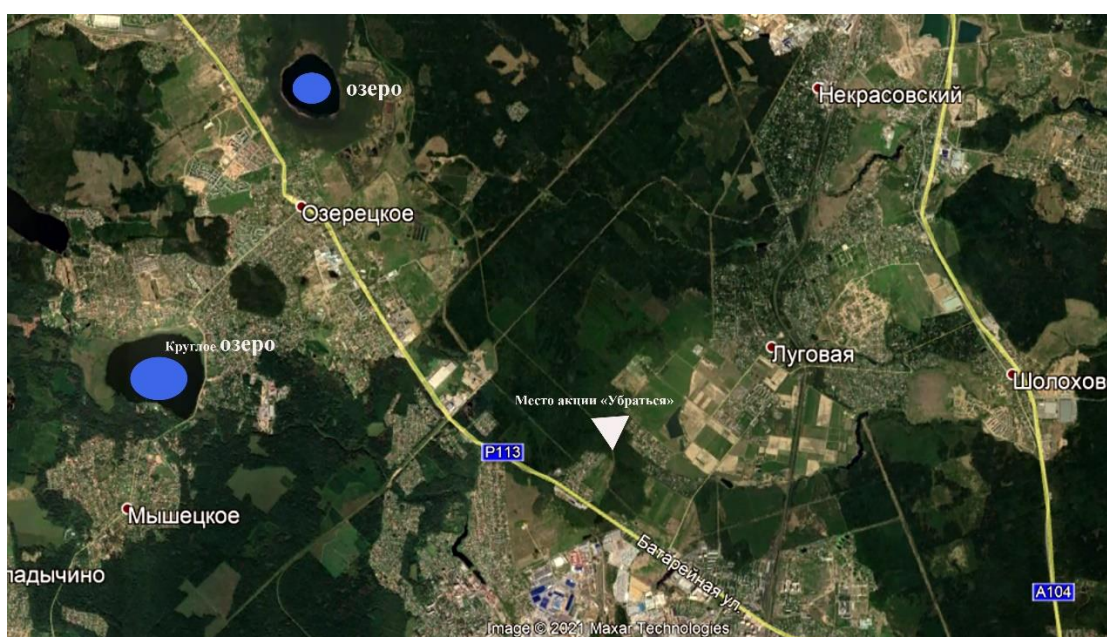 озеро
Некрасовский
Озерецкое
Круглое озеро
Луговая
Шолохов
Место акции «Убраться»
P113
Мышецкое
Батарейная ул.
ладычино
A104
Image © 2021 Maxar Technologies